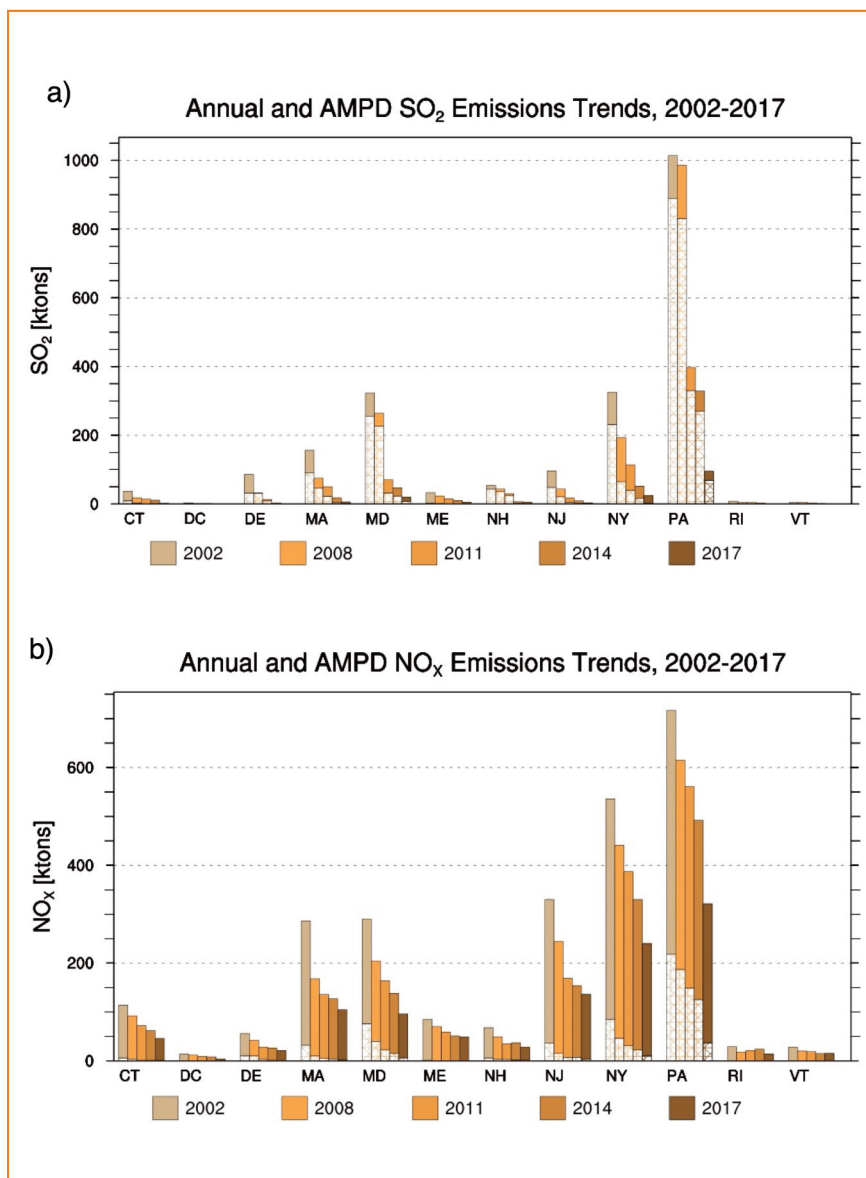 a)
Annual and AMPD SO₂ Emissions Trends, 2002-2017
SO₂ [ktons]
1000
800
600
400
200
0
CT DC DE MA MD ME NH NJ NY PA RI VT
2002 2008 2011 2014 2017
b)
Annual and AMPD NOₓ Emissions Trends, 2002-2017
NOₓ [ktons]
600
400
200
0
CT DC DE MA MD ME NH NJ NY PA RI VT
2002 2008 2011 2014 2017